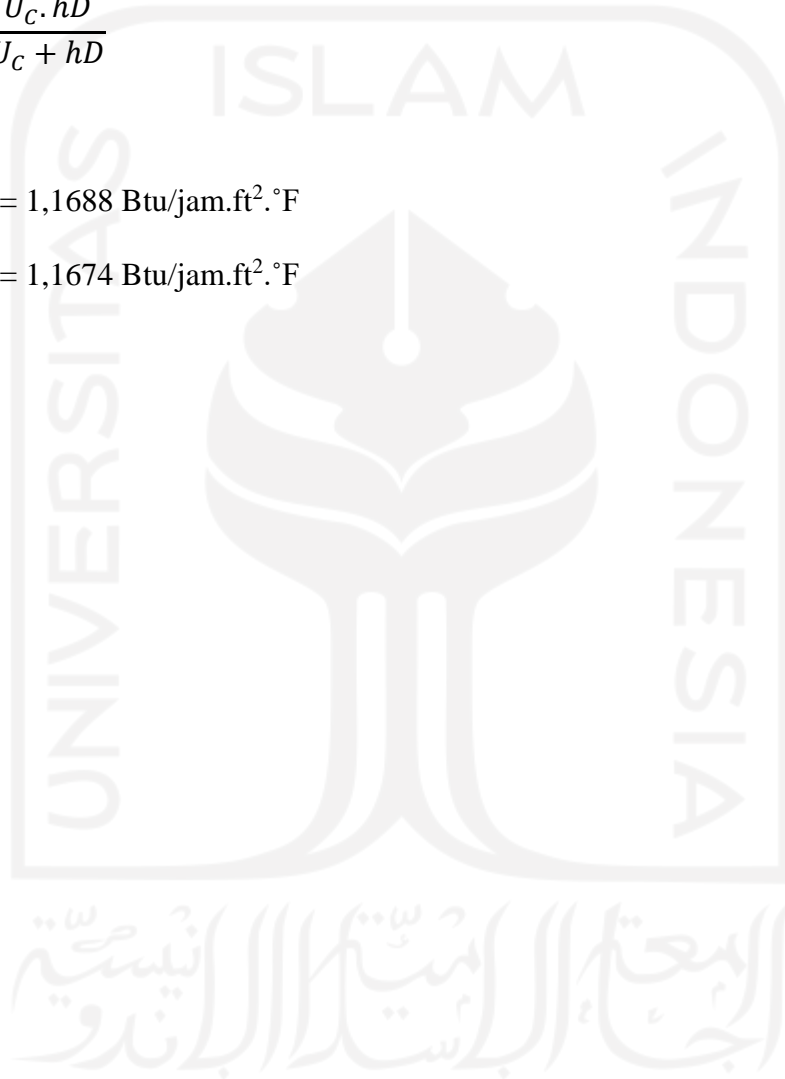 U_C . hD
U_C + hD
= 1,1688 Btu/jam.ft².°F
= 1,1674 Btu/jam.ft².°F
ISLAM
UNIVERSITAS
INDONESIA